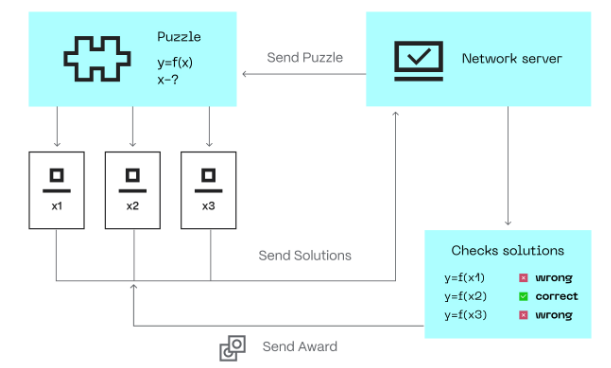 Puzzle
y=f(x)
x-?
Send Puzzle
Network server
x1
x2
x3
Send Solutions
Checks solutions
y=f(x1) wrong
y=f(x2) correct
y=f(x3) wrong
Send Award